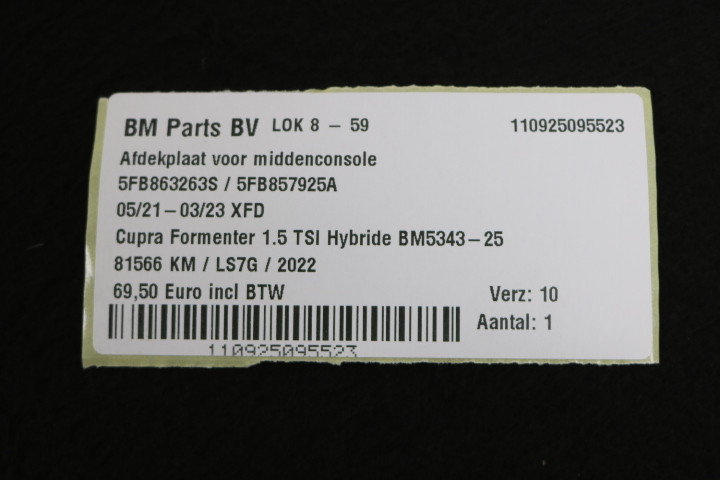 BM Parts BV LOK 8 - 59 110925095523
Afdekplaat voor middenconsole
5FB863263S / 5FB857925A
05/21-03/23 XFD
Cupra Formenter 1.5 TSI Hybride BM5343-25
81566 KM / LS7G / 2022
69,50 Euro incl BTW Verz: 10
Aantal: 1
110925095523